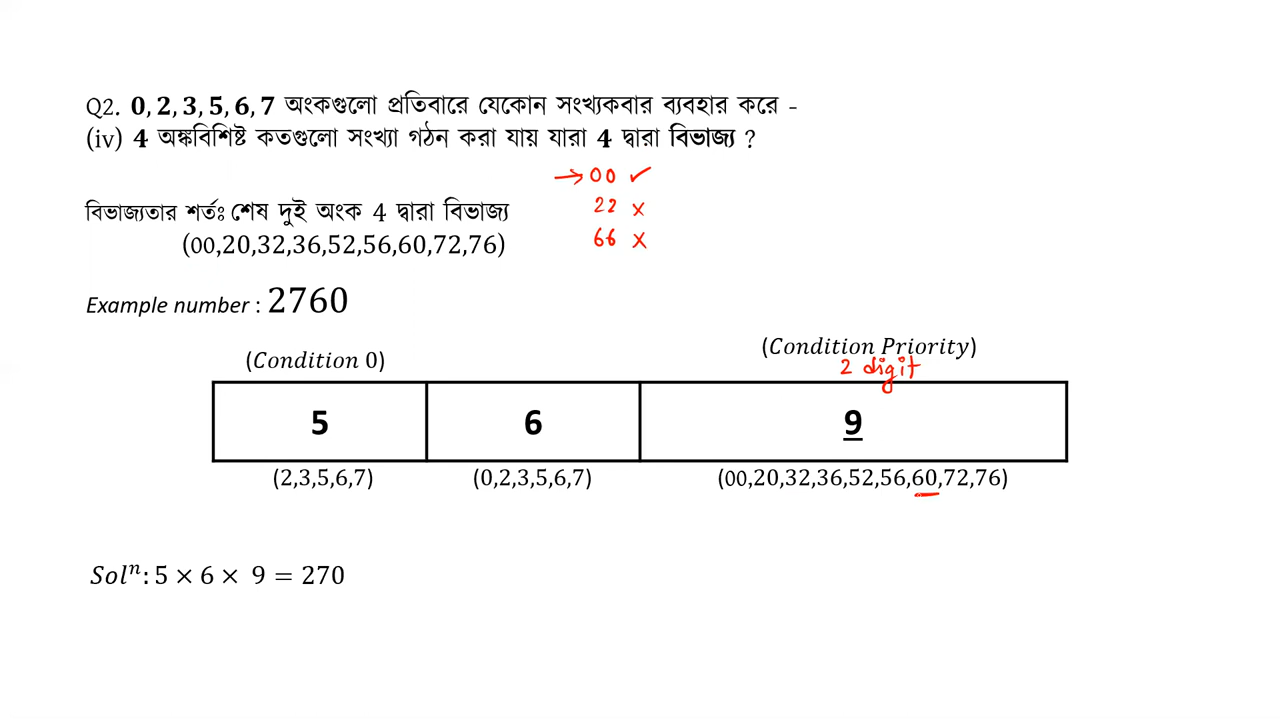 Q2. 0, 2, 3, 5, 6, 7 অংকগুলো প্রতিবারে যেকোন সংখ্যকবার ব্যবহার করে -
(iv) 4 অঙ্কবিশিষ্ট কতগুলো সংখ্যা গঠন করা যায় যারা 4 দ্বারা বিভাজ্য ?
→ 00 ✓
22 ×
66 ×
বিভাজ্যতার শর্তঃ শেষ দুই অংক 4 দ্বারা বিভাজ্য
(00,20,32,36,52,56,60,72,76)
Example number : 2760
(Condition 0) (Condition Priority)
2 digit
5 6 9
(2,3,5,6,7) (0,2,3,5,6,7) (00,20,32,36,52,56,60,72,76)
Solⁿ: 5 × 6 × 9 = 270